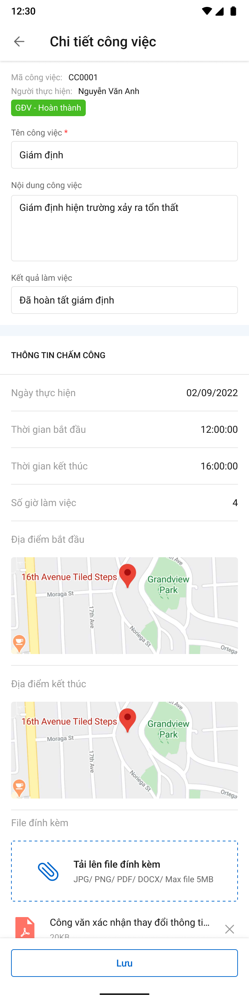 12:30
Chi tiết công việc
Mã công việc: CC0001
Người thực hiện: Nguyễn Văn Anh
GĐV - Hoàn thành
Tên công việc *
Giám định
Nội dung công việc
Giám định hiện trường xảy ra tổn thất
Kết quả làm việc
Đã hoàn tất giám định
THÔNG TIN CHẤM CÔNG
Ngày thực hiện 02/09/2022
Thời gian bắt đầu 12:00:00
Thời gian kết thúc 16:00:00
Số giờ làm việc 4
Địa điểm bắt đầu
Ave
16th Avenue Tiled Steps
Grandview
Park
Moraga St
17th Ave
Noriega St
Ortega
Địa điểm kết thúc
Ave
16th Avenue Tiled Steps
Grandview
Park
Moraga St
17th Ave
Noriega St
Ortega
File đính kèm
Tải lên file đính kèm
JPG/ PNG/ PDF/ DOCX/ Max file 5MB
Công văn xác nhận thay đổi thông ti...
20KB
Lưu